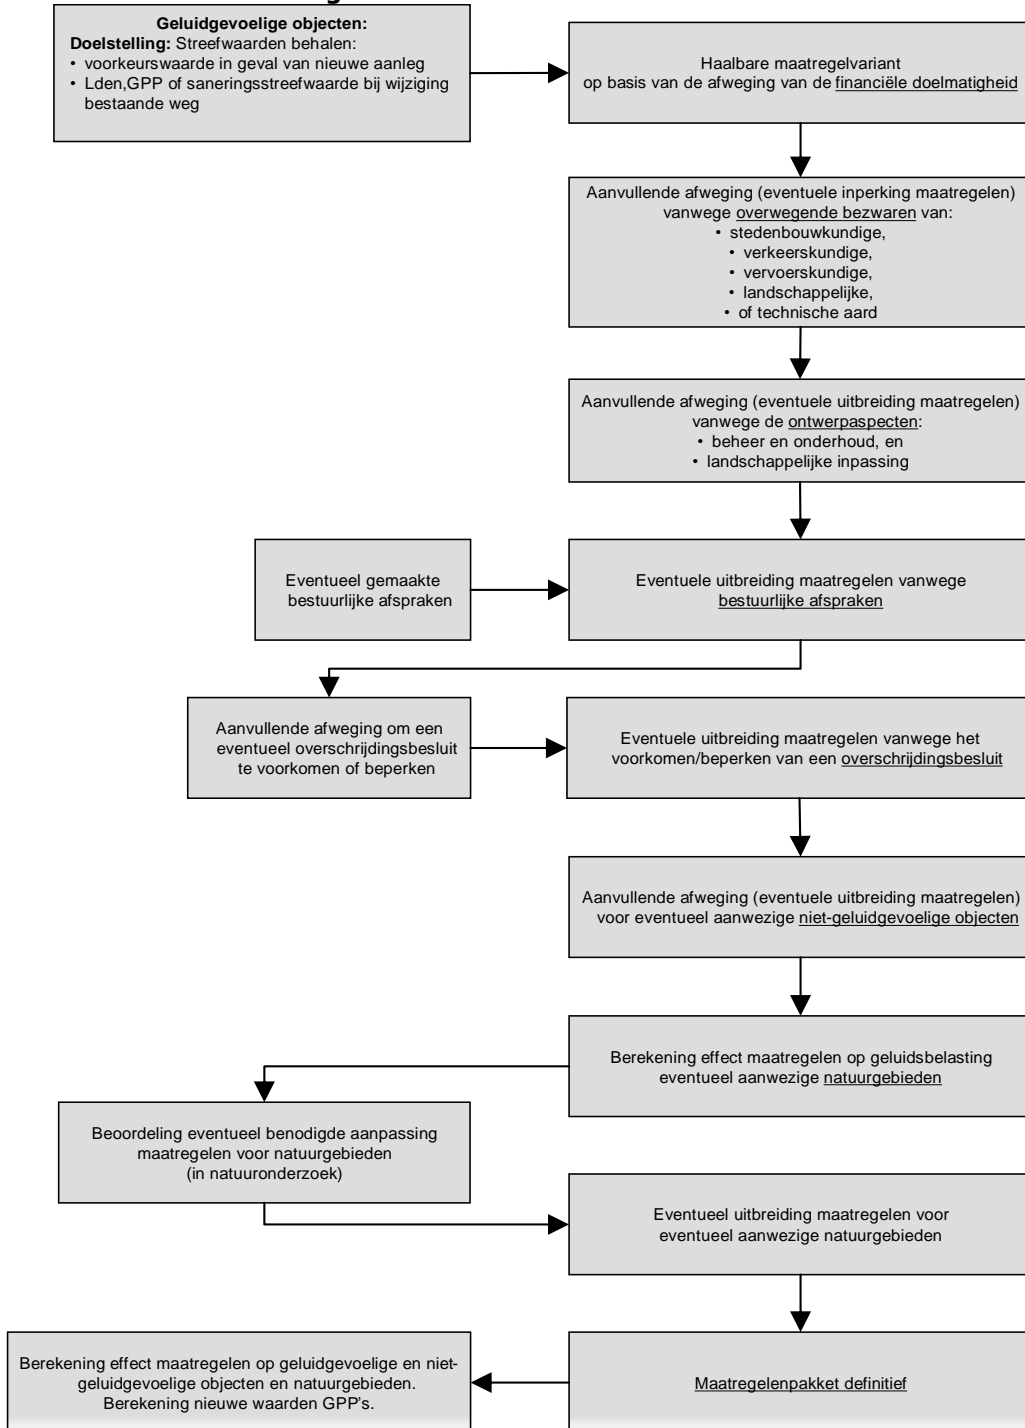 Geluidgevoelige objecten:
Doelstelling: Streefwaarden behalen:
• voorkeurswaarde in geval van nieuwe aanleg
• Lden,GPP of saneringsstreefwaarde bij wijziging
bestaande weg
Haalbare maatregelvariant
op basis van de afweging van de financiële doelmatigheid
Aanvullende afweging (eventuele inperking maatregelen)
vanwege overwegende bezwaren van:
• stedenbouwkundige,
• verkeerskundige,
• vervoerskundige,
• landschappelijke,
• of technische aard
Aanvullende afweging (eventuele uitbreiding maatregelen)
vanwege de ontwerpaspecten:
• beheer en onderhoud, en
• landschappelijke inpassing
Eventueel gemaakte
bestuurlijke afspraken
Eventuele uitbreiding maatregelen vanwege
bestuurlijke afspraken
Aanvullende afweging om een
eventueel overschrijdingsbesluit
te voorkomen of beperken
Eventuele uitbreiding maatregelen vanwege het
voorkomen/beperken van een overschrijdingsbesluit
Aanvullende afweging (eventuele uitbreiding maatregelen)
voor eventueel aanwezige niet-geluidgevoelige objecten
Berekening effect maatregelen op geluidsbelasting
eventueel aanwezige natuurgebieden
Beoordeling eventueel benodigde aanpassing
maatregelen voor natuurgebieden
(in natuuronderzoek)
Eventueel uitbreiding maatregelen voor
eventueel aanwezige natuurgebieden
Berekening effect maatregelen op geluidgevoelige en niet-
geluidgevoelige objecten en natuurgebieden.
Berekening nieuwe waarden GPP's.
Maatregelenpakket definitief